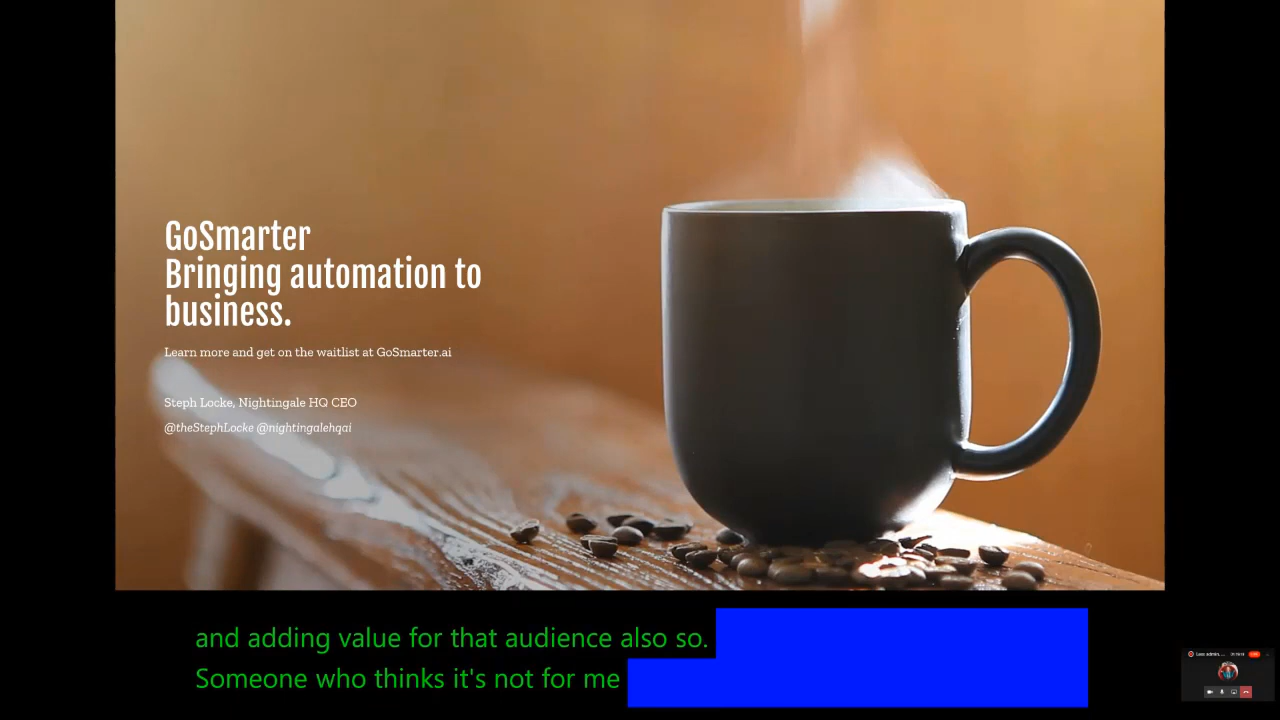 GoSmarter
Bringing automation to
business.
Learn more and get on the waitlist at GoSmarter.ai
Steph Locke, Nightingale HQ CEO
@theStephLocke @nightingalehqai
and adding value for that audience also so.
Someone who thinks it's not for me